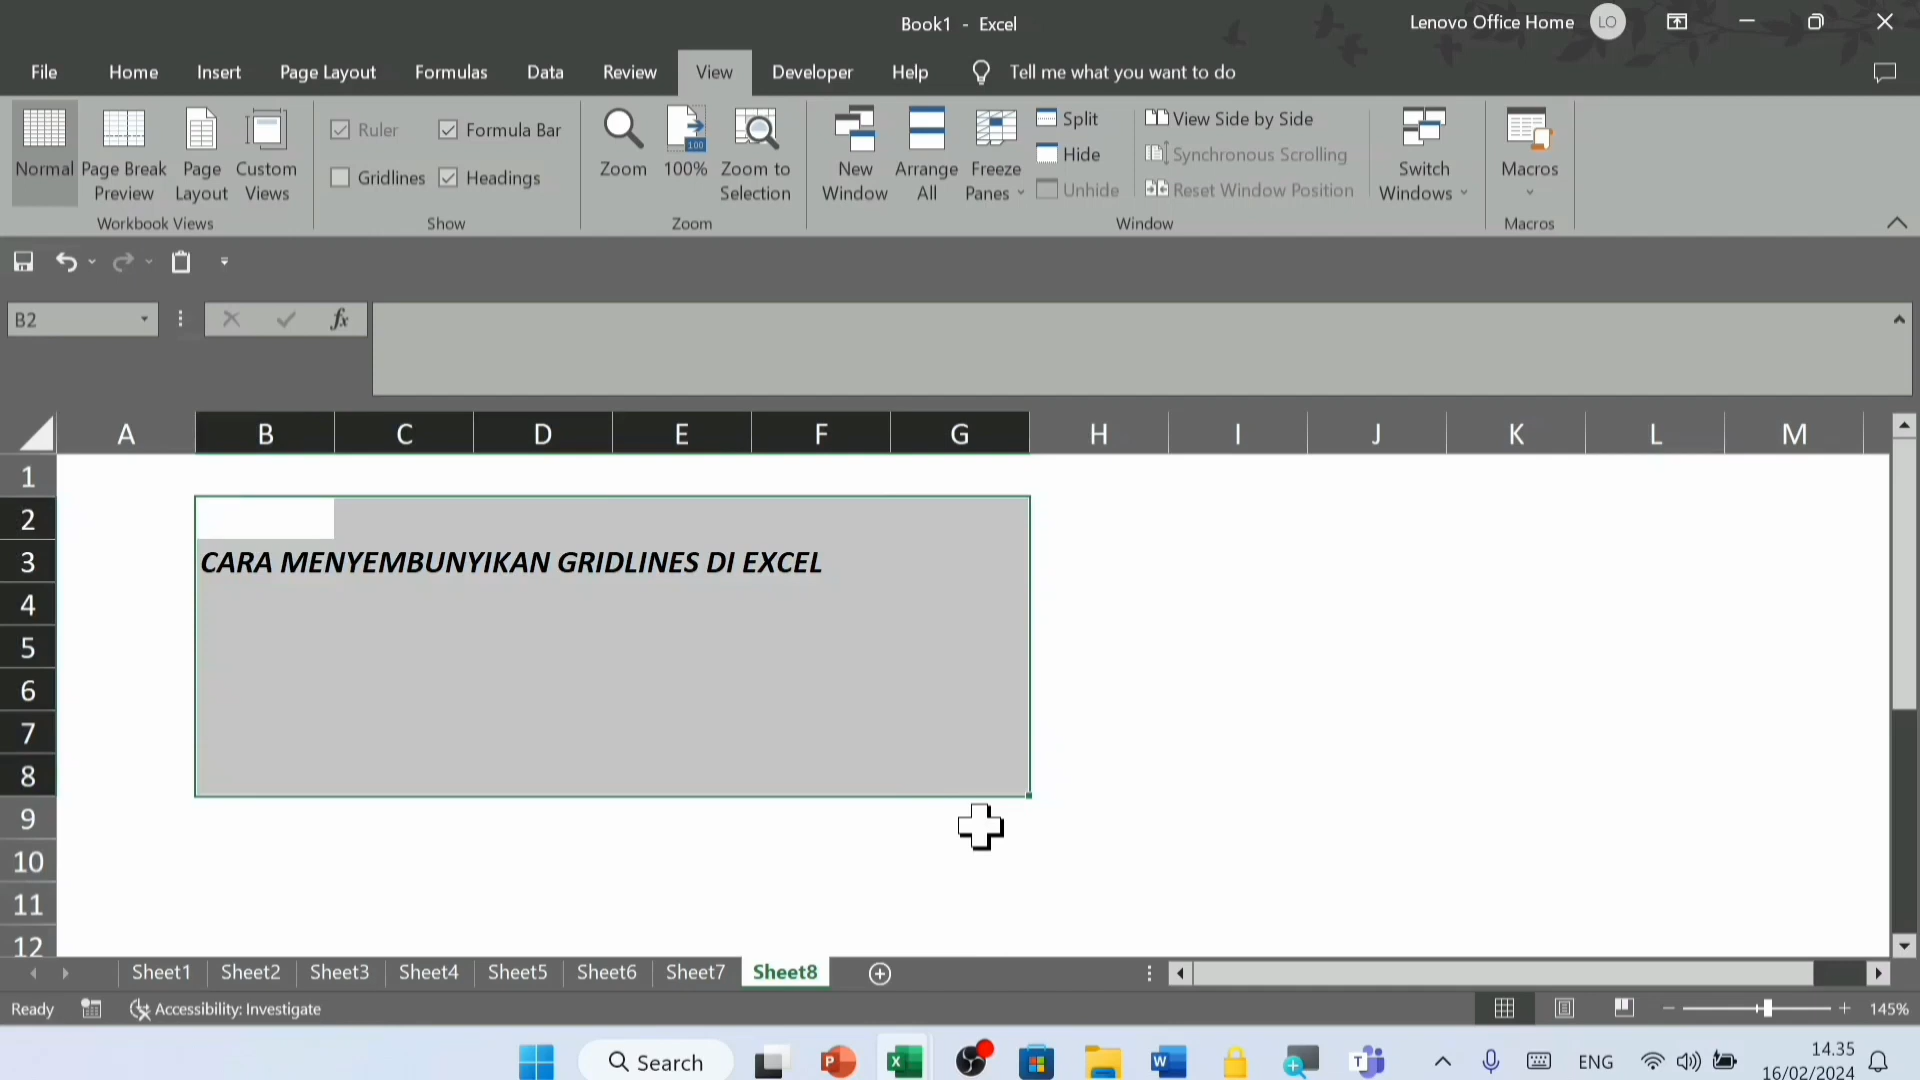 Book1 - Excel
Lenovo Office Home LO
File Home Insert Page Layout Formulas Data Review View Developer Help Tell me what you want to do
Normal
Page Break Preview
Page Layout
Custom Views
Workbook Views
Ruler
Formula Bar
Gridlines
Headings
Show
Zoom
100
100%
Zoom to Selection
Zoom
New Window
Arrange All
Freeze Panes
Split
Hide
Unhide
View Side by Side
Synchronous Scrolling
Reset Window Position
Switch Windows
Window
Macros
Macros
B2
fx
A B C D E F G H I J K L M
1
2
3
CARA MENYEMBUNYIKAN GRIDLINES DI EXCEL
4
5
6
7
8
9
10
11
12
Sheet1 Sheet2 Sheet3 Sheet4 Sheet5 Sheet6 Sheet7 Sheet8
Ready Accessibility: Investigate
145%
Search
P
X
W
T
ENG
14.35
16/02/2024